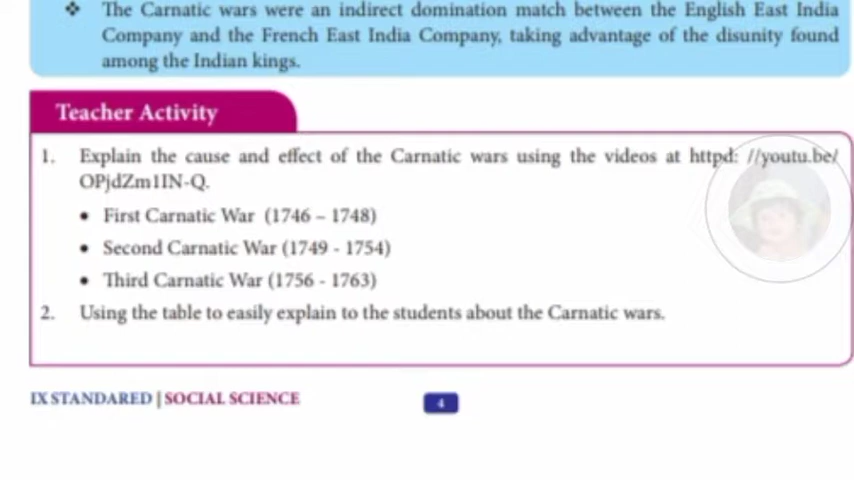 ❖ The Carnatic wars were an indirect domination match between the English East India
Company and the French East India Company, taking advantage of the disunity found
among the Indian kings.
Teacher Activity
1. Explain the cause and effect of the Carnatic wars using the videos at httpd: //youtu.be/
OPjdZm1IN-Q.
• First Carnatic War (1746 – 1748)
• Second Carnatic War (1749 - 1754)
• Third Carnatic War (1756 - 1763)
2. Using the table to easily explain to the students about the Carnatic wars.
IX STANDARED | SOCIAL SCIENCE
4